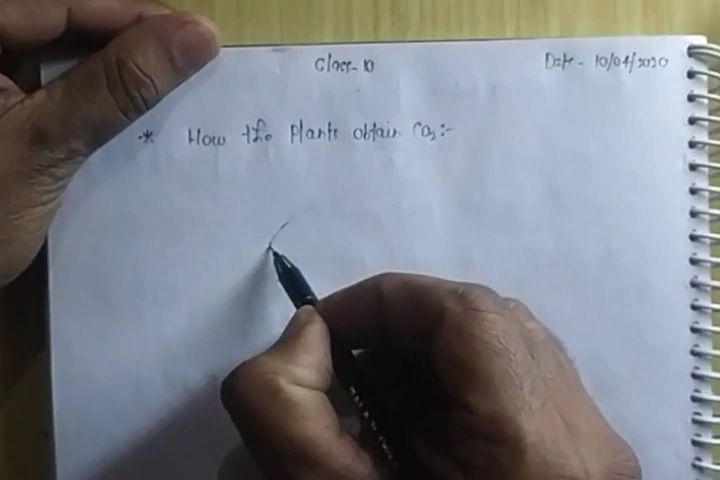 Class-10
Date - 10/04/2020
* How the Plants obtain CO2:-